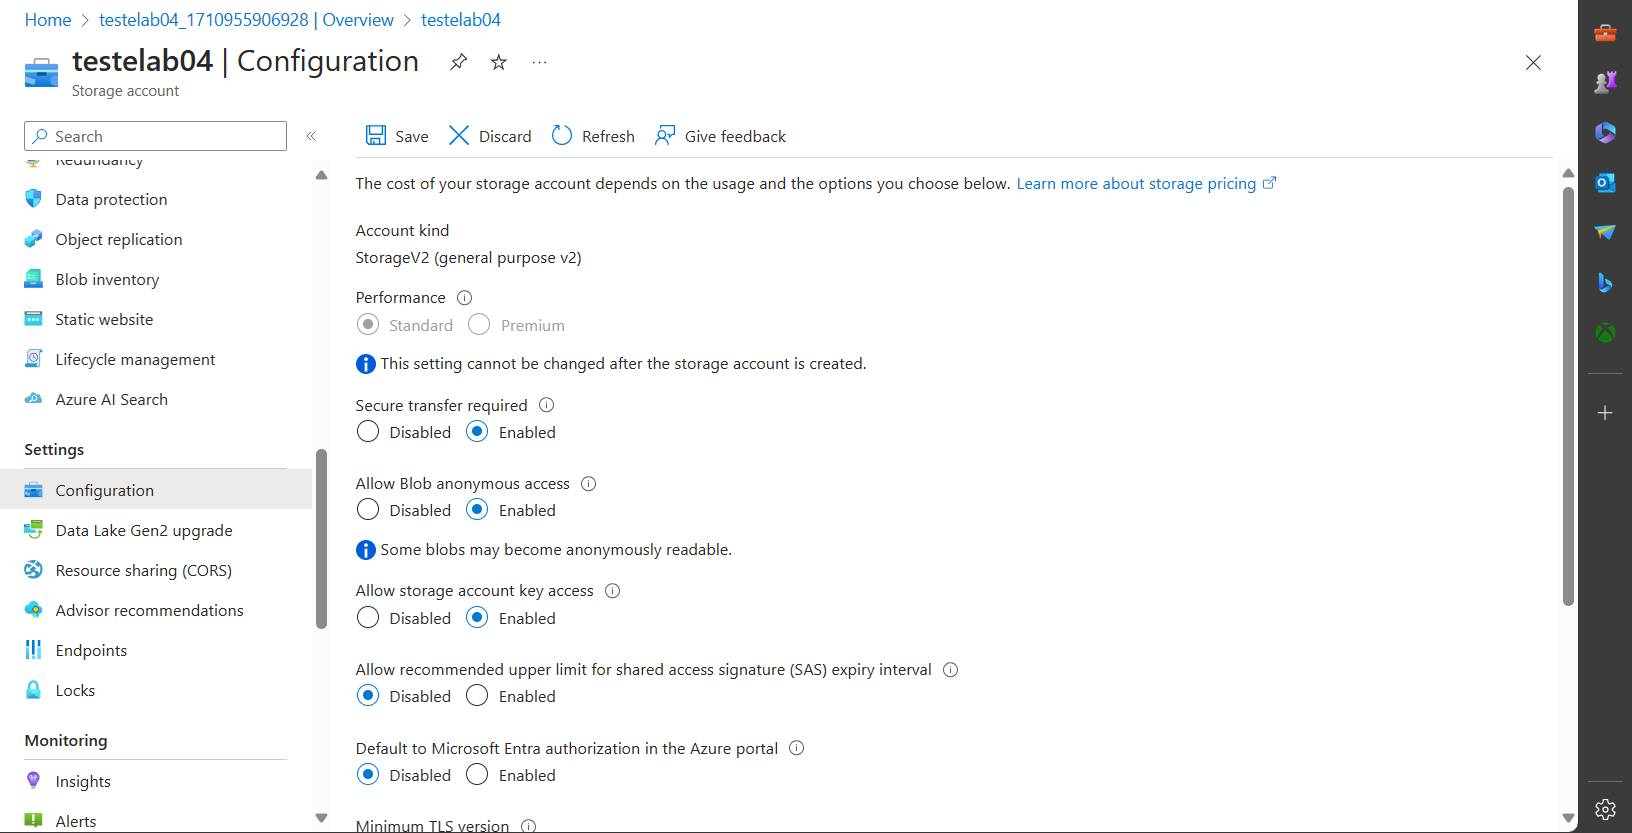 Home > testelab04_1710955906928 | Overview > testelab04
testelab04 | Configuration
Storage account
Search
Redundancy
Data protection
Object replication
Blob inventory
Static website
Lifecycle management
Azure AI Search
Settings
Configuration
Data Lake Gen2 upgrade
Resource sharing (CORS)
Advisor recommendations
Endpoints
Locks
Monitoring
Insights
Alerts
Save Discard Refresh Give feedback
The cost of your storage account depends on the usage and the options you choose below. Learn more about storage pricing
Account kind
StorageV2 (general purpose v2)
Performance
Standard Premium
This setting cannot be changed after the storage account is created.
Secure transfer required
Disabled Enabled
Allow Blob anonymous access
Disabled Enabled
Some blobs may become anonymously readable.
Allow storage account key access
Disabled Enabled
Allow recommended upper limit for shared access signature (SAS) expiry interval
Disabled Enabled
Default to Microsoft Entra authorization in the Azure portal
Disabled Enabled
Minimum TLS version